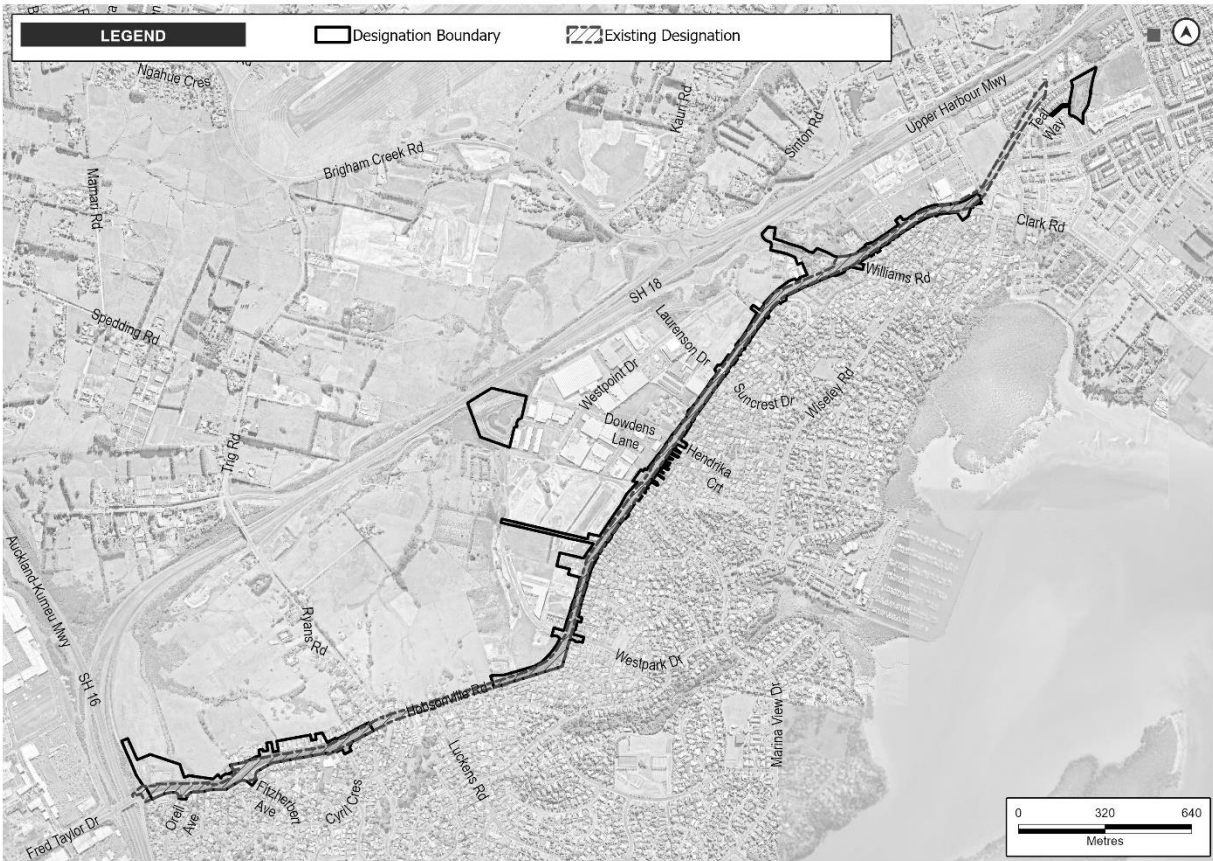 LEGEND
Designation Boundary
Existing Designation
Ngahue Cres
Rd
Kauri Rd
Sinton Rd
Upper Harbour Mwy
Teal
Way
Brigham Creek Rd
Mamari Rd
Clark Rd
Williams Rd
SH 18
Spedding Rd
Laurenson Dr
Westpoint Dr
Suncrest Dr
Wiseley Rd
Dowdens
Lane
Hendrika
Crt
Trig Rd
Auckland-Kumeu Mwy
Ryans Rd
Westpark Dr
SH 16
Hobsonville Rd
Marina View Dr
Luckens Rd
Cyril Cres
Fitzherbert
Ave
Oreil
Ave
Fred Taylor Dr
0 320 640
Metres